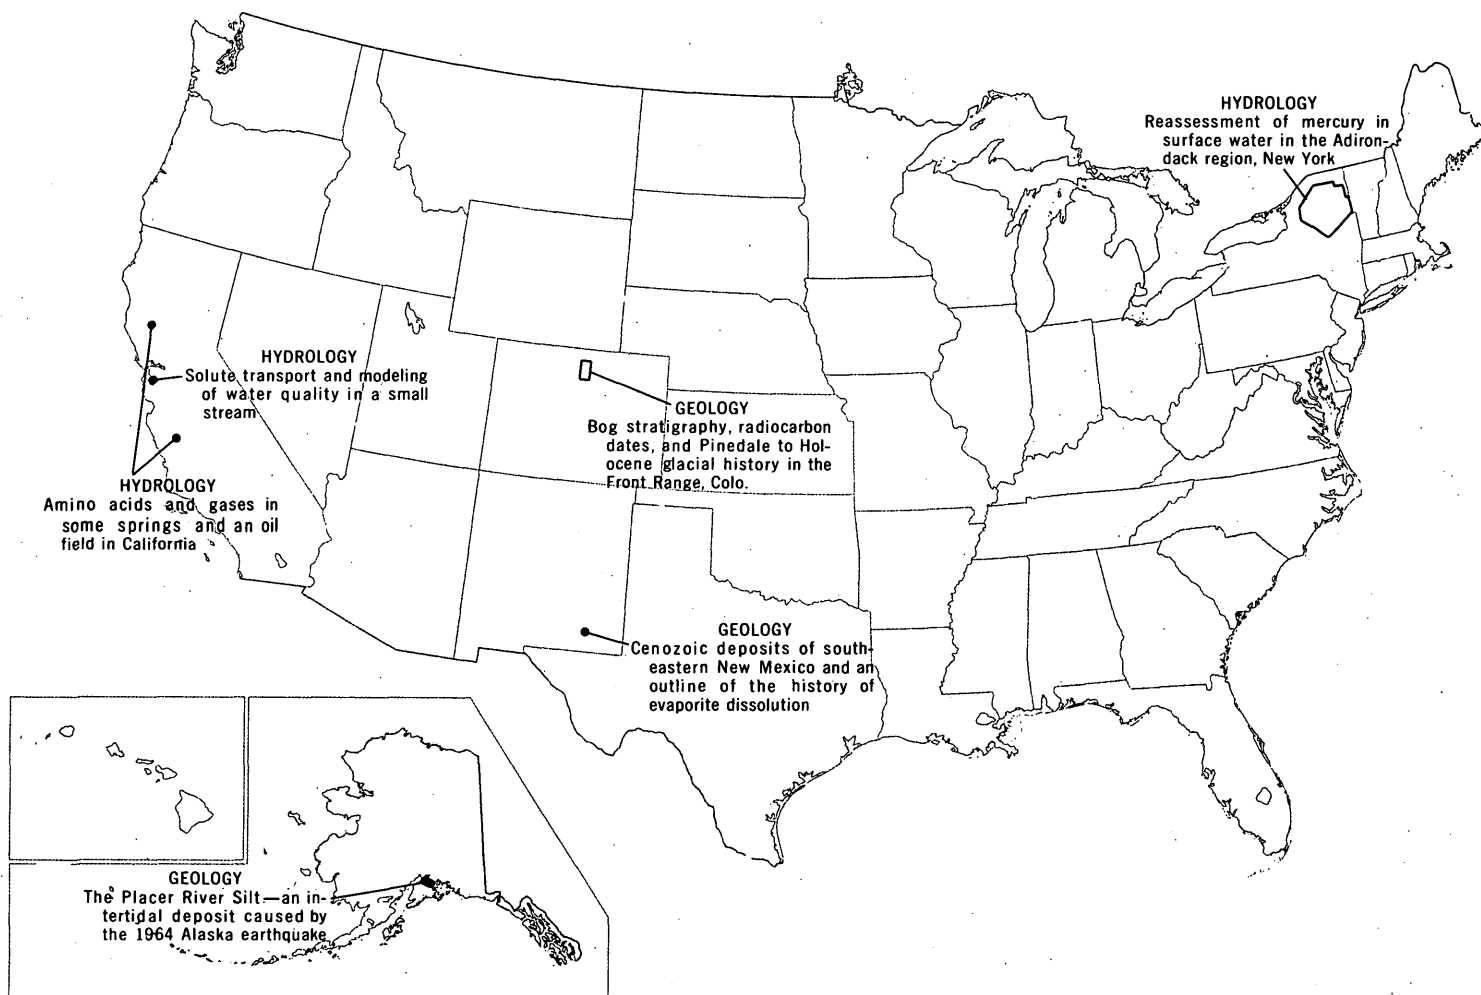 HYDROLOGY
Reassessment of mercury in
surface water in the Adiron-
dack region, New York
HYDROLOGY
Solute transport and modeling
of water quality in a small
stream
GEOLOGY
Bog stratigraphy, radiocarbon
dates, and Pinedale to Hol-
ocene glacial history in the
Front Range, Colo.
HYDROLOGY
Amino acids and gases in
some springs and an oil
field in California
GEOLOGY
Cenozoic deposits of south-
eastern New Mexico and an
outline of the history of
evaporite dissolution
GEOLOGY
The Placer River Silt—an in-
tertidal deposit caused by
the 1964 Alaska earthquake